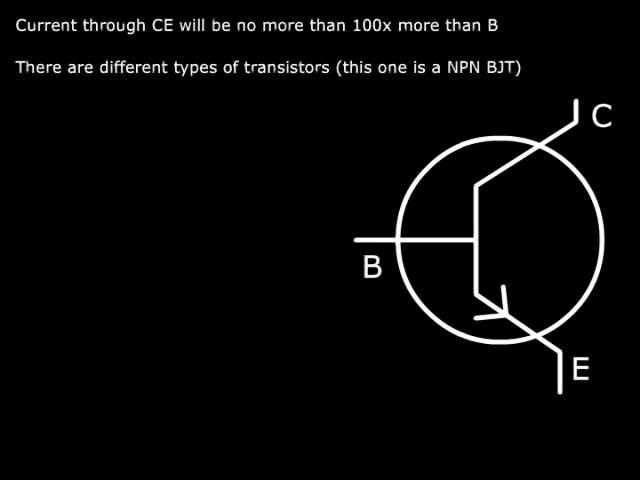 Current through CE will be no more than 100x more than B
There are different types of transistors (this one is a NPN BJT)
C
B
E